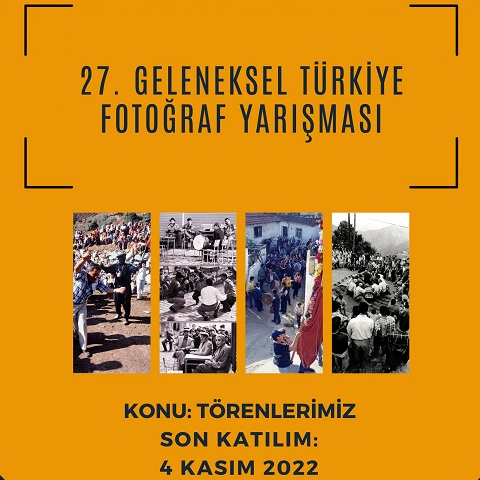 27. GELENEKSEL TÜRKİYE
FOTOĞRAF YARIŞMASI
KONU: TÖRENLERİMİZ
SON KATILIM:
4 KASIM 2022